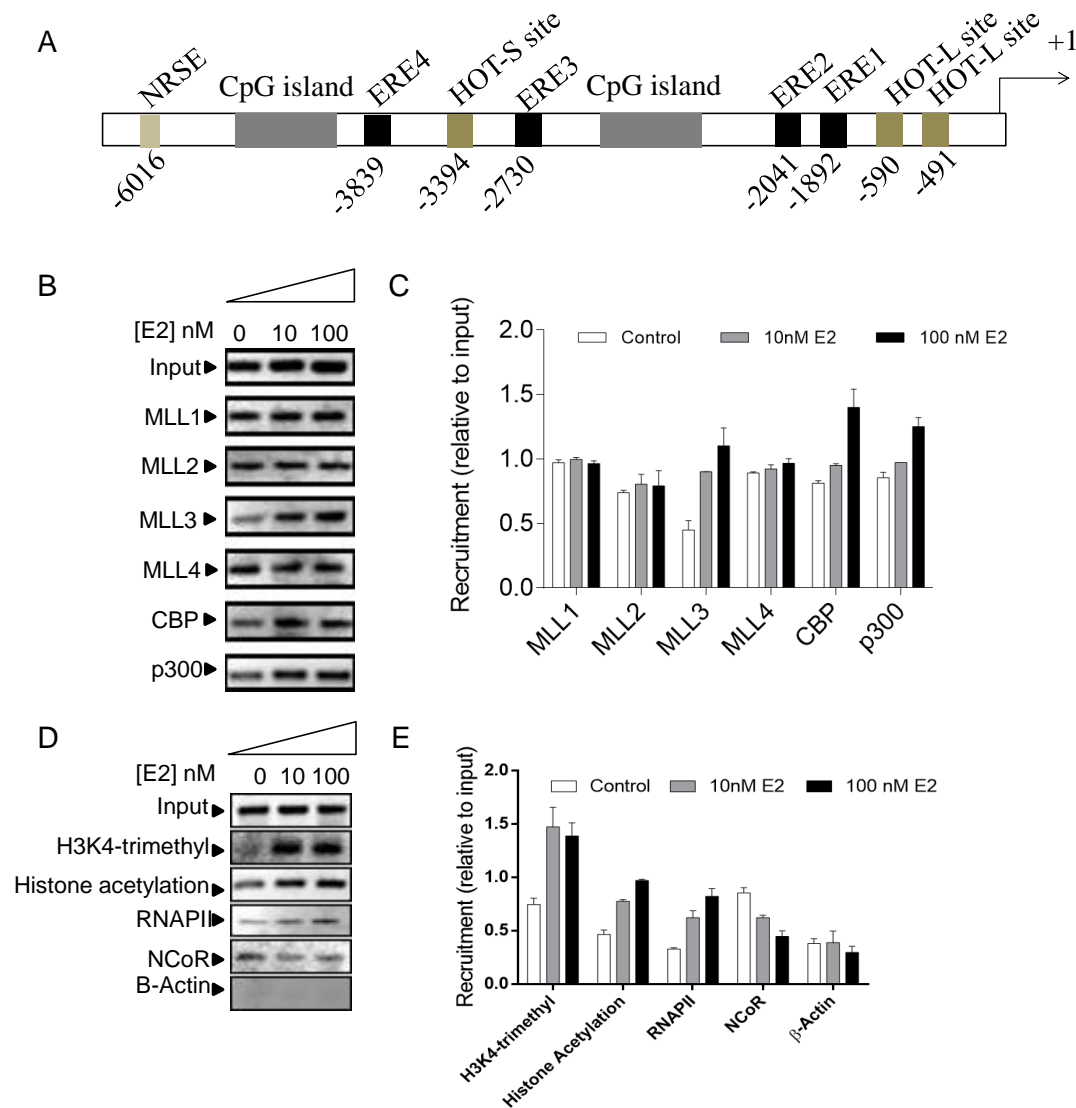 A
NRSE
CpG island
ERE4
HOT-S site
ERE3
CpG island
ERE2
ERE1
HOT-L site
HOT-L site
+1
-6016
-3839
-3394
-2730
-2041
-1892
-590
-491
B
[E2] nM 0 10 100
Input
MLL1
MLL2
MLL3
MLL4
CBP
p300
C
Recruitment (relative to input)
2.0
1.5
1.0
0.5
0.0
Control 10nM E2 100 nM E2
MLL1
MLL2
MLL3
MLL4
CBP
p300
D
[E2] nM 0 10 100
Input
H3K4-trimethyl
Histone acetylation
RNAPII
NCoR
B-Actin
E
Recruitment (relative to input)
2.0
1.5
1.0
0.5
0.0
Control 10nM E2 100 nM E2
H3K4-trimethyl
Histone Acetylation
RNAPII
NCoR
β-Actin